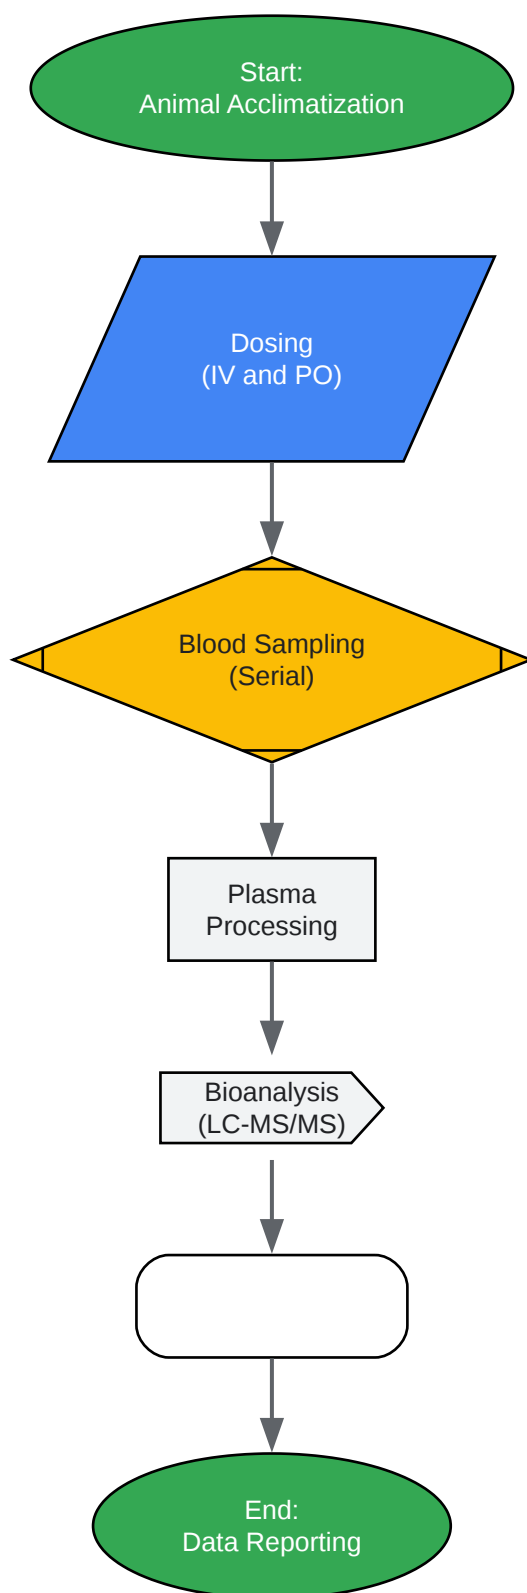 Start:
Animal Acclimatization
Dosing
(IV and PO)
Blood Sampling
(Serial)
Plasma
Processing
Bioanalysis
(LC-MS/MS)
End:
Data Reporting